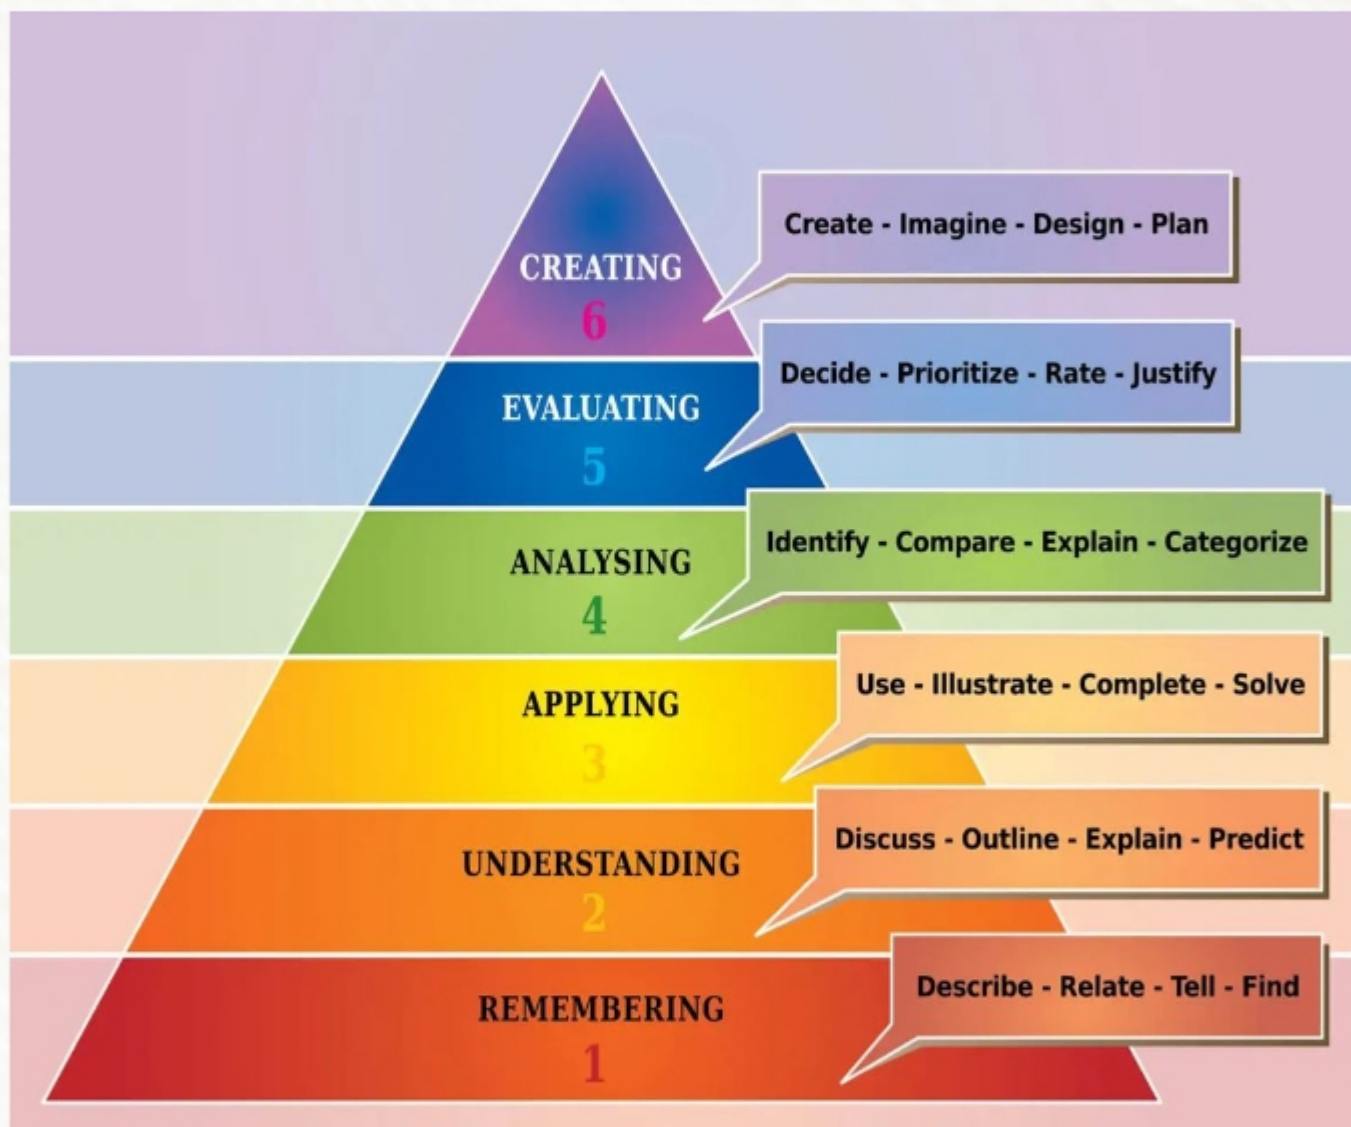 CREATING
6
Create - Imagine - Design - Plan
EVALUATING
5
Decide - Prioritize - Rate - Justify
ANALYSING
4
Identify - Compare - Explain - Categorize
APPLYING
3
Use - Illustrate - Complete - Solve
UNDERSTANDING
2
Discuss - Outline - Explain - Predict
REMEMBERING
1
Describe - Relate - Tell - Find